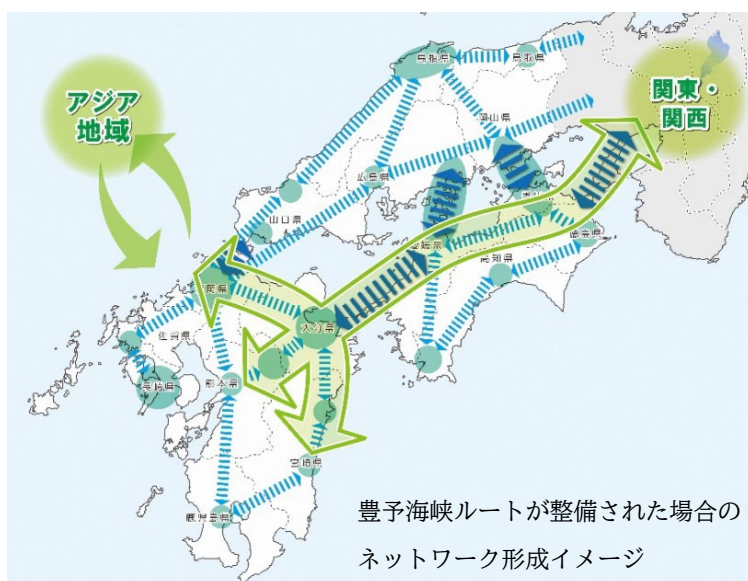 アジア
地域
関東・
関西
島根県
鳥取県
岡山県
広島県
山口県
愛媛県
徳島県
高知県
大分県
佐賀県
長崎県
熊本県
宮崎県
鹿児島県
豊予海峡ルートが整備された場合の
ネットワーク形成イメージ